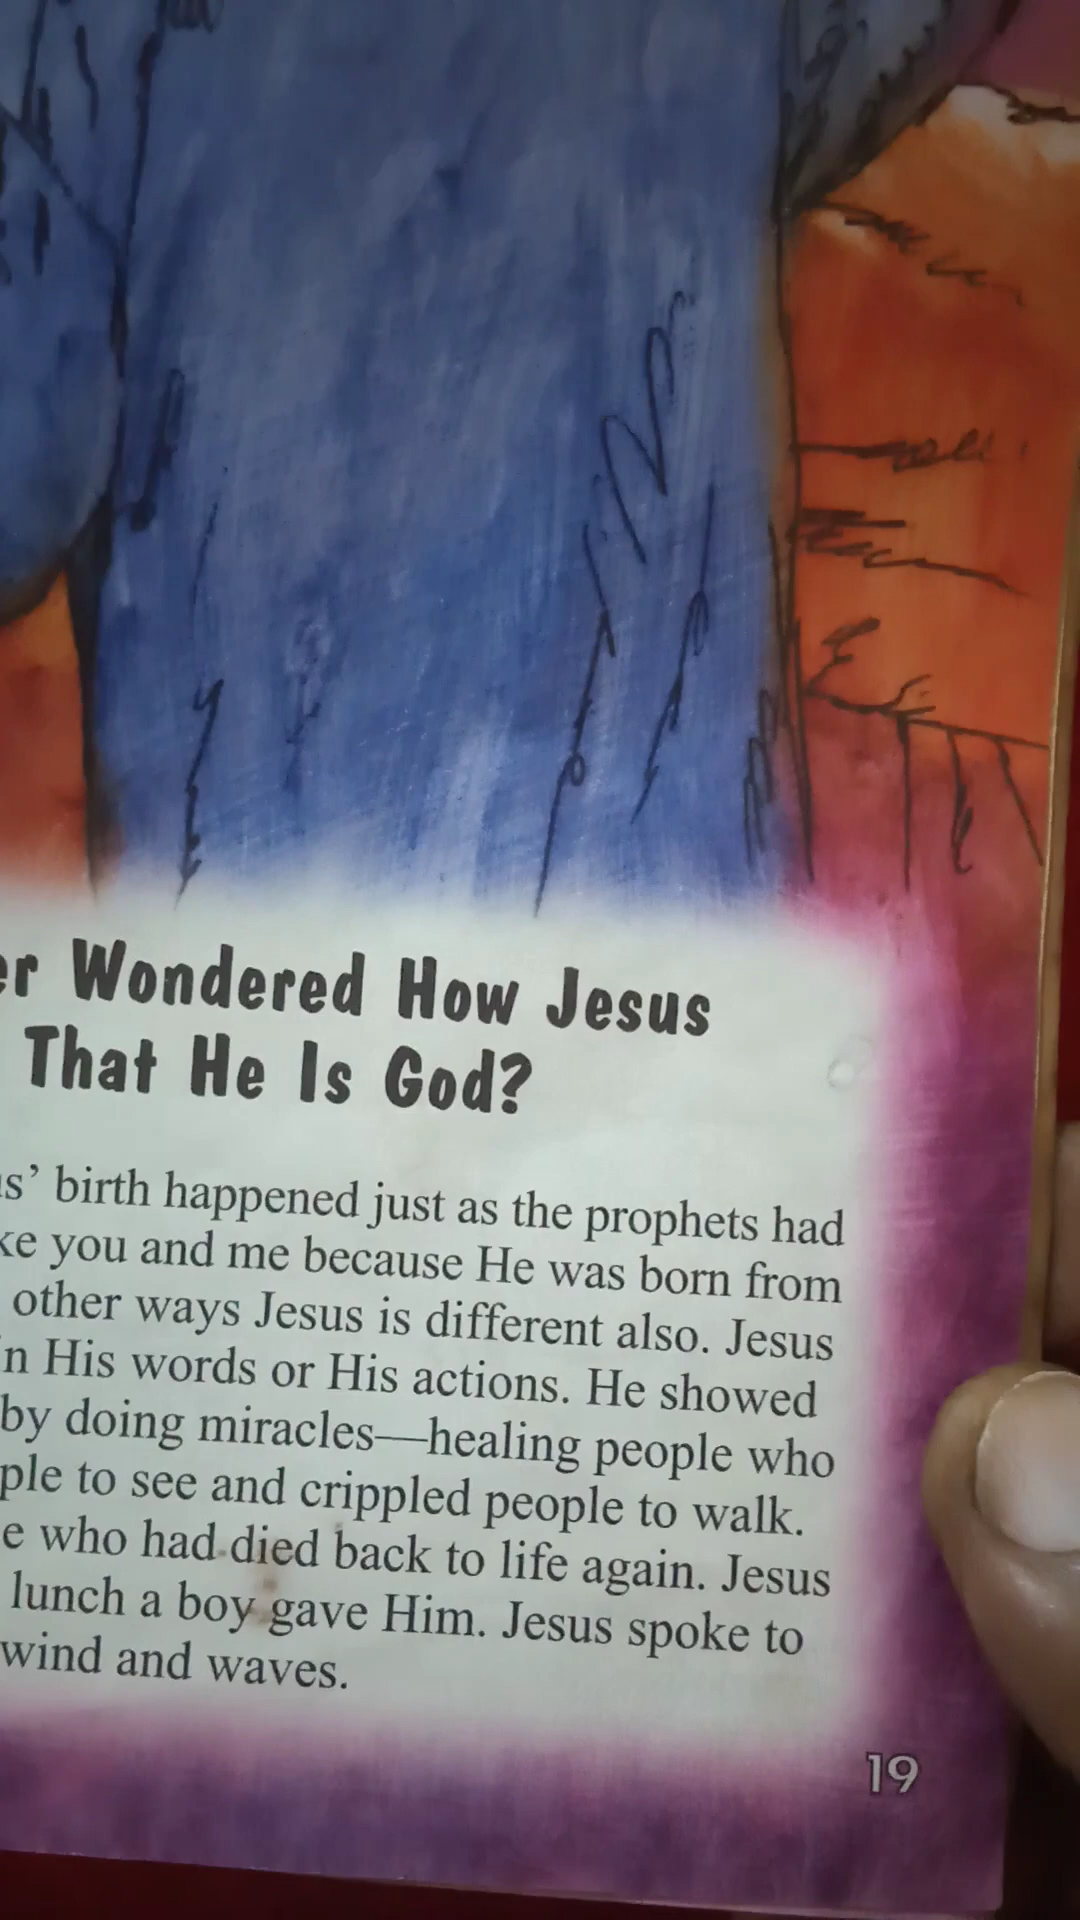 Wondered How Jesus
That He Is God?
birth happened just as the prophets had
you and me because He was born from
other ways Jesus is different also. Jesus
His words or His actions. He showed
by doing miracles—healing people who
to see and crippled people to walk.
who had died back to life again. Jesus
lunch a boy gave Him. Jesus spoke to
wind and waves.
19